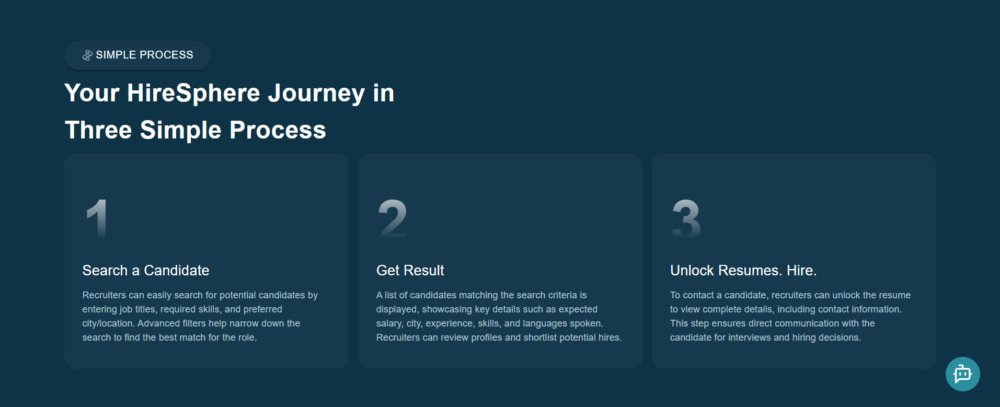 SIMPLE PROCESS
Your HireSphere Journey in
Three Simple Process
1
Search a Candidate
Recruiters can easily search for potential candidates by
entering job titles, required skills, and preferred
city/location. Advanced filters help narrow down the
search to find the best match for the role.
2
Get Result
A list of candidates matching the search criteria is
displayed, showcasing key details such as expected
salary, city, experience, skills, and languages spoken.
Recruiters can review profiles and shortlist potential hires.
3
Unlock Resumes. Hire.
To contact a candidate, recruiters can unlock the resume
to view complete details, including contact information.
This step ensures direct communication with the
candidate for interviews and hiring decisions.